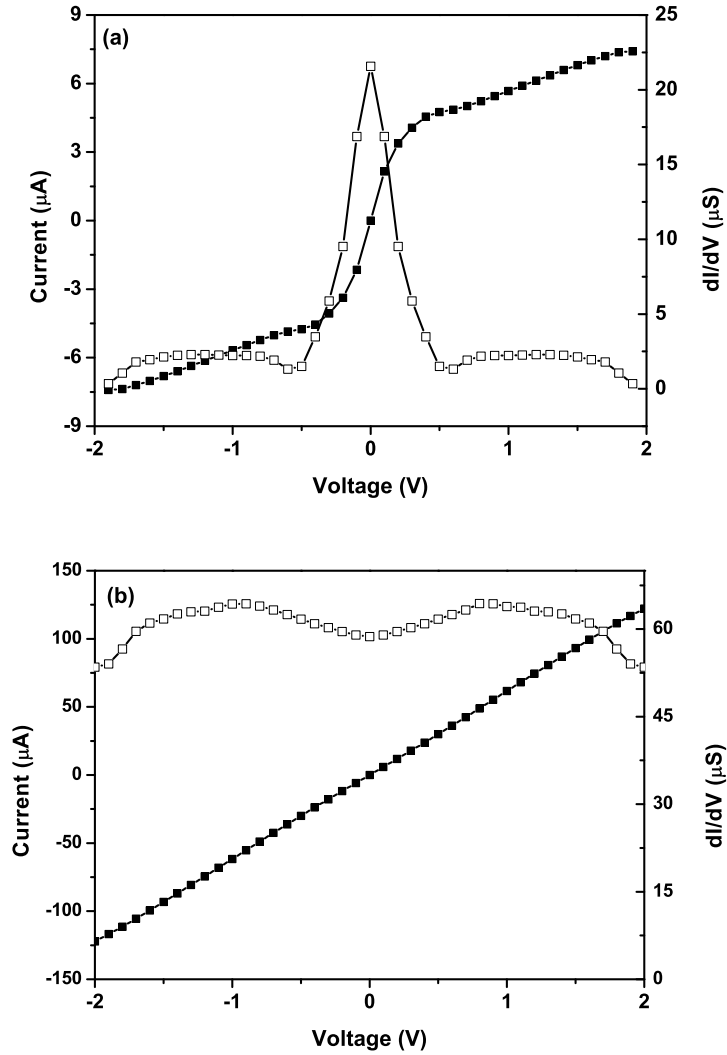 (a)
9
6
3
0
-3
-6
-9
Current (μA)
25
20
15
10
5
0
dI/dV (μS)
-2 -1 0 1 2
Voltage (V)
(b)
150
100
50
0
-50
-100
-150
Current (μA)
60
45
30
15
0
dI/dV (μS)
-2 -1 0 1 2
Voltage (V)